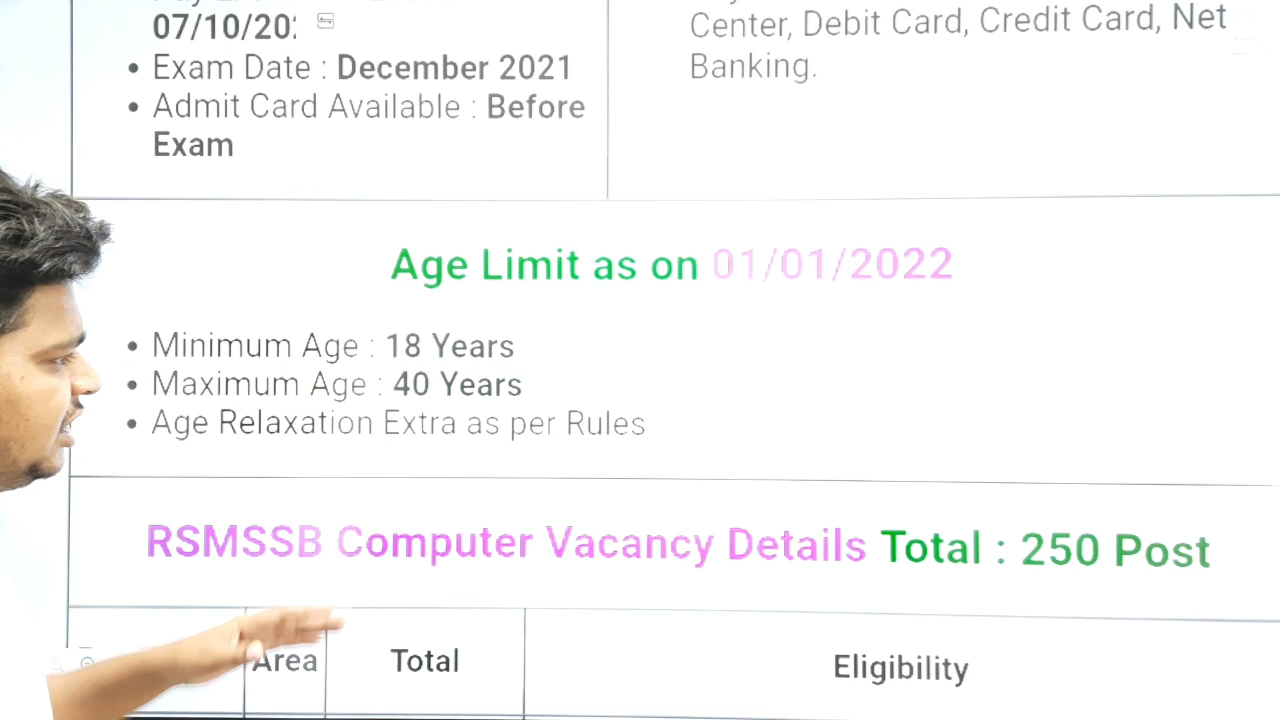 07/10/20
Center, Debit Card, Credit Card, Net
Banking.
• Exam Date : December 2021
• Admit Card Available : Before
Exam
Age Limit as on 01/01/2022
• Minimum Age : 18 Years
• Maximum Age : 40 Years
• Age Relaxation Extra as per Rules
RSMSSB Computer Vacancy Details Total : 250 Post
Area
Total
Eligibility